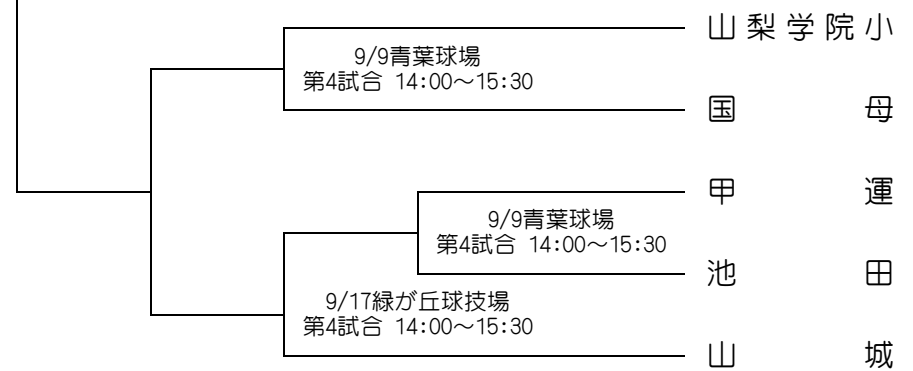 山梨学院小
9/9青葉球場
第4試合 14:00～15:30
国母
甲運
9/9青葉球場
第4試合 14:00～15:30
池田
9/17緑が丘球技場
第4試合 14:00～15:30
山城